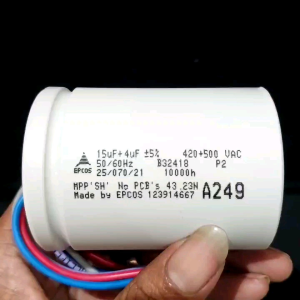 15uF+4uF ±5% 420+500 VAC
50/60Hz B32418 P2
EPCOS 25/070/21 10000h
MPP'SH' No PCB's 43.23N A249
Made by EPCOS 123914667